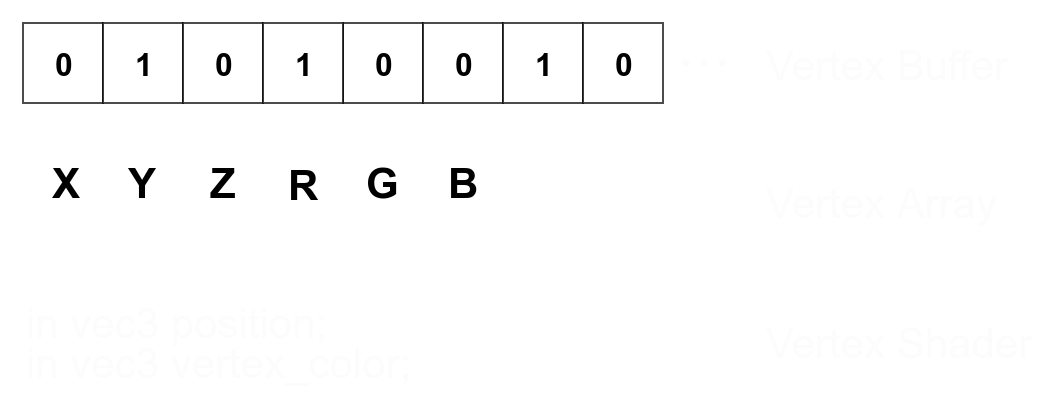 0 1 0 1 0 0 1 0 ... Vertex Buffer
X Y Z R G B
Vertex Array
in vec3 position;
in vec3 vertex_color;
Vertex Shader